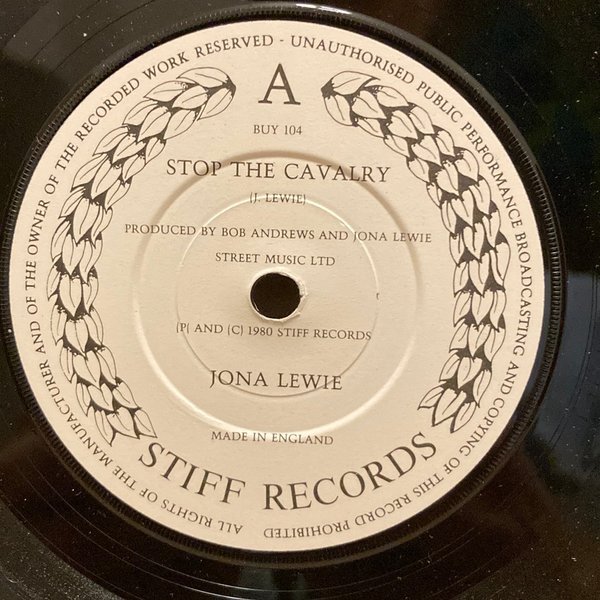 ALL RIGHTS OF THE MANUFACTURER AND OF THE OWNER OF THE RECORDED WORK RESERVED - UNAUTHORISED PUBLIC PERFORMANCE BROADCASTING AND COPYING OF THIS RECORD PROHIBITED
A
BUY 104
STOP THE CAVALRY
(J. LEWIE)
PRODUCED BY BOB ANDREWS AND JONA LEWIE
STREET MUSIC LTD
(P( AND (C) 1980 STIFF RECORDS
JONA LEWIE
MADE IN ENGLAND
STIFF RECORDS